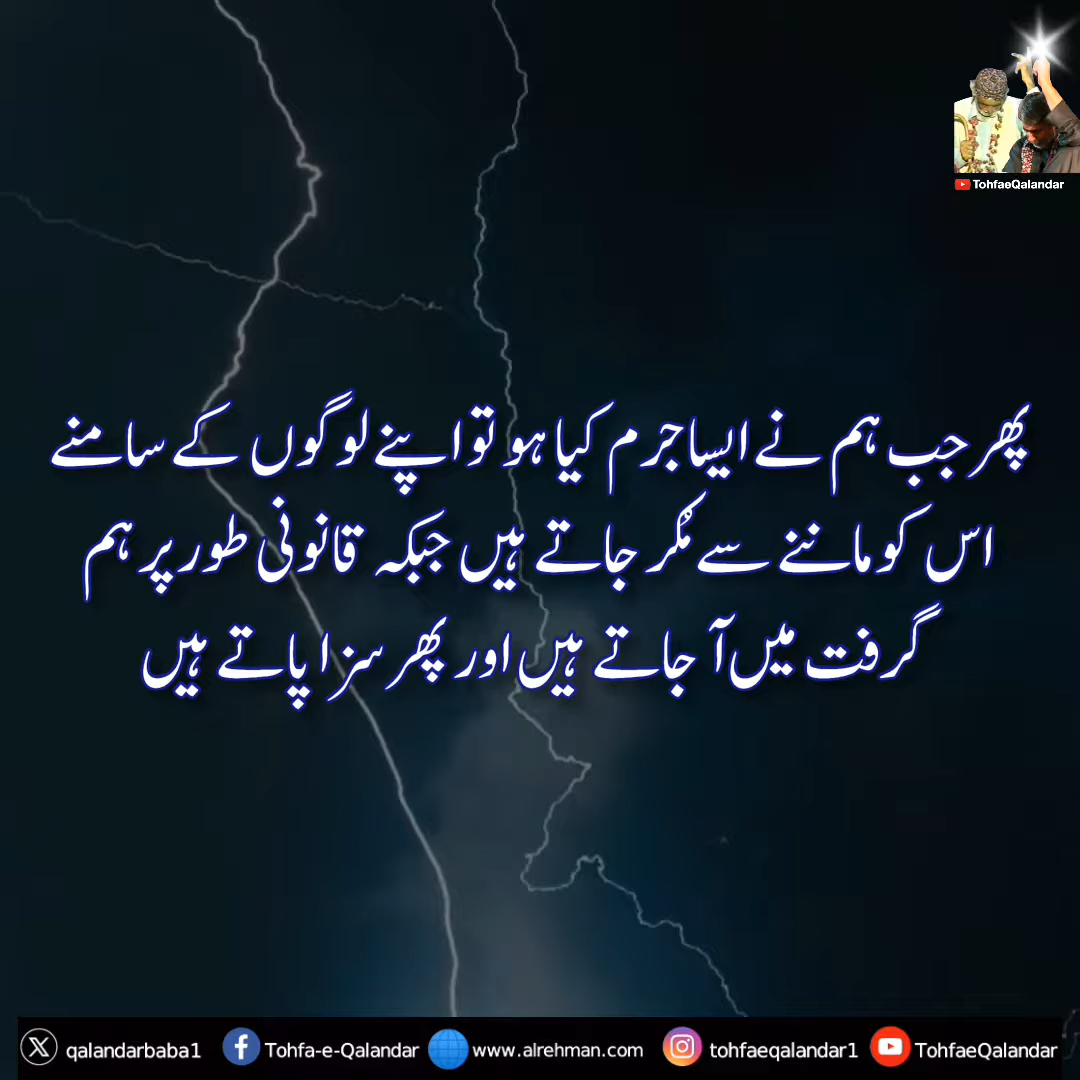 TohfaeQalandar
پھر جب ہم نے ایسا جرم کیا ہو تو اپنے لوگوں کے سامنے
اس کو ماننے سے مُکر جاتے ہیں جبکہ قانونی طور پر ہم
گرفت میں آ جاتے ہیں اور پھر سزا پاتے ہیں
qalandarbaba1 Tohfa-e-Qalandar www.alrehman.com tohfaeqalandar1 TohfaeQalandar